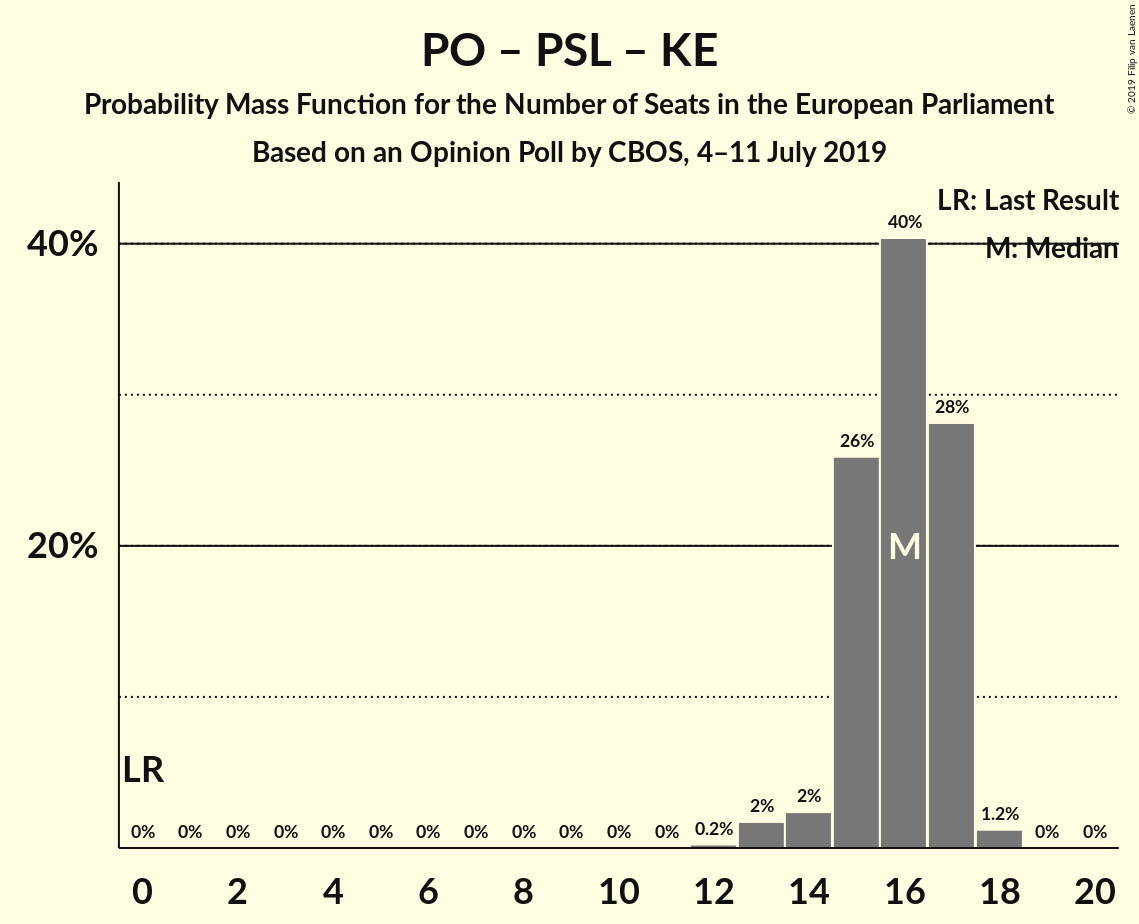 PO – PSL – KE
Probability Mass Function for the Number of Seats in the European Parliament
Based on an Opinion Poll by CBOS, 4–11 July 2019
© 2019 Filip van Laenen
LR: Last Result
M: Median
40%
20%
40%
28%
26%
M
LR
0% 0% 0% 0% 0% 0% 0% 0% 0% 0% 0% 0% 0.2% 2% 2% 1.2% 0% 0%
0 2 4 6 8 10 12 14 16 18 20